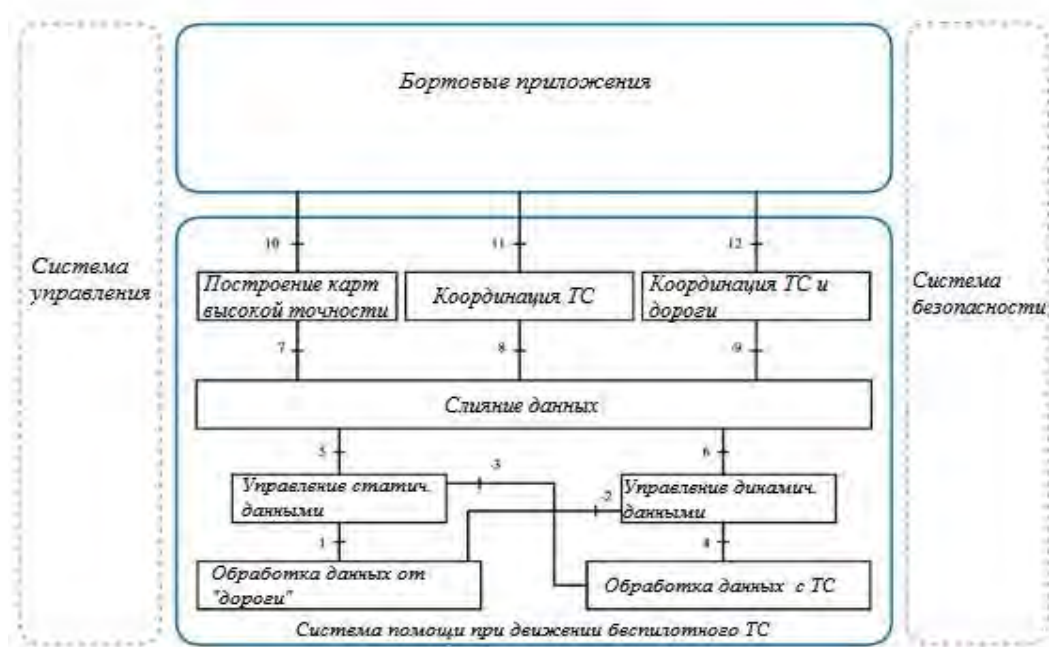 Бортовые приложения
Система
управления
Система
безопасности
10
11
12
Построение карт
высокой точности
Координация ТС
Координация ТС и
дороги
7
8
9
Слияние данных
5
3
6
Управление статич.
данными
2
Управление динамич.
данными
1
4
Обработка данных от
"дороги"
Обработка данных с ТС
Система помощи при движении беспилотного ТС